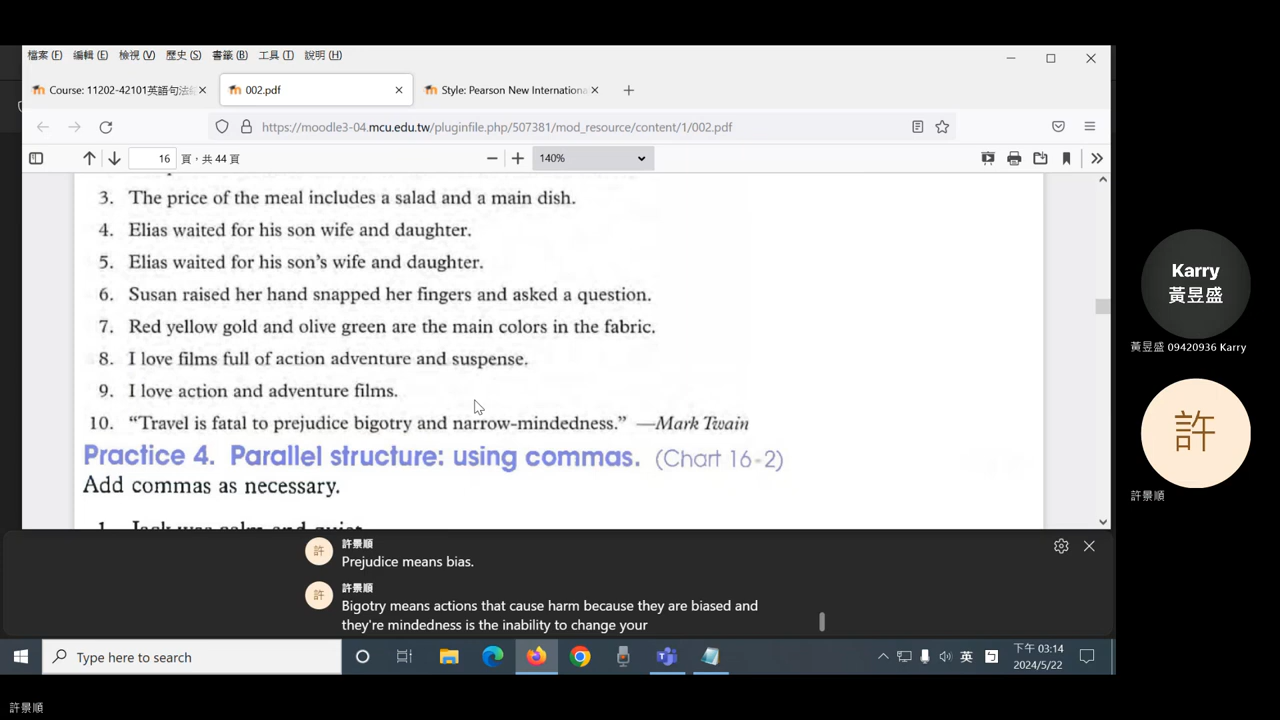 檔案(F) 編輯(E) 檢視(V) 歷史(S) 書籤(B) 工具(T) 說明(H)
Course: 11202-42101英語句法 002.pdf Style: Pearson New Internationa
https://moodle3-04.mcu.edu.tw/pluginfile.php/507381/mod_resource/content/1/002.pdf
16 頁，共 44 頁 140%
3. The price of the meal includes a salad and a main dish.
4. Elias waited for his son wife and daughter.
5. Elias waited for his son's wife and daughter.
6. Susan raised her hand snapped her fingers and asked a question.
7. Red yellow gold and olive green are the main colors in the fabric.
8. I love films full of action adventure and suspense.
9. I love action and adventure films.
10. “Travel is fatal to prejudice bigotry and narrow-mindedness.” —Mark Twain
Practice 4. Parallel structure: using commas. (Chart 16-2)
Add commas as necessary.
1. Jack was calm and quiet.
許 許景順
Prejudice means bias.
許 許景順
Bigotry means actions that cause harm because they are biased and
they're mindedness is the inability to change your
Type here to search
英
下午 03:14
2024/5/22
Karry
黃昱盛
黃昱盛 09420936 Karry
許
許景順
許景順